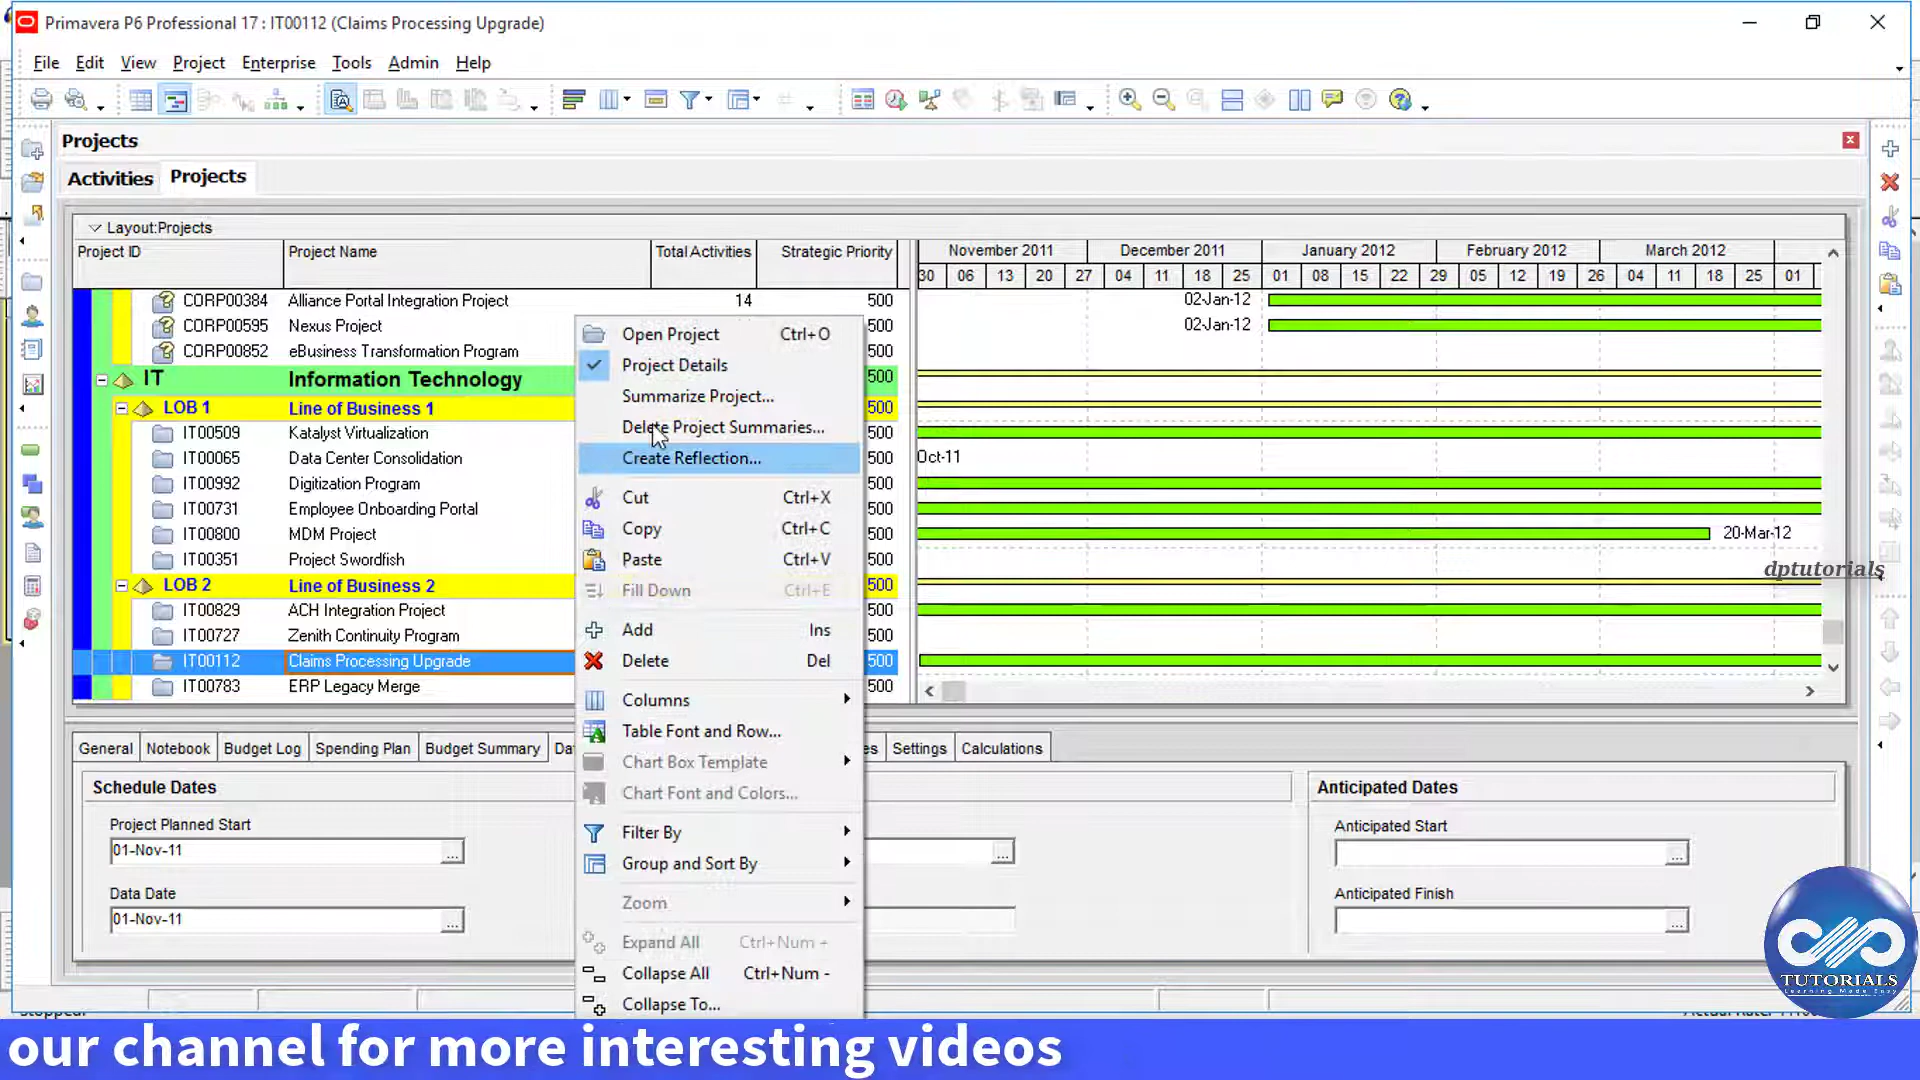 Primavera P6 Professional 17 : IT00112 (Claims Processing Upgrade)
File Edit View Project Enterprise Tools Admin Help
Projects
Activities Projects
Layout:Projects
Project ID Project Name Total Activities Strategic Priority
November 2011 December 2011 January 2012 February 2012 March 2012
30 06 13 20 27 04 11 18 25 01 08 15 22 29 05 12 19 26 04 11 18 25 01
CORP00384 Alliance Portal Integration Project 14 500 02-Jan-12
CORP00595 Nexus Project 500 02-Jan-12
CORP00852 eBusiness Transformation Program 500
IT Information Technology 500
LOB 1 Line of Business 1 500
IT00509 Katalyst Virtualization 500
IT00065 Data Center Consolidation 500 Oct-11
IT00992 Digitization Program 500
IT00731 Employee Onboarding Portal 500
IT00800 MDM Project 500 20-Mar-12
IT00351 Project Swordfish 500
LOB 2 Line of Business 2 500
IT00829 ACH Integration Project 500
IT00727 Zenith Continuity Program 500
IT00112 Claims Processing Upgrade 500
IT00783 ERP Legacy Merge 500
Open Project Ctrl+O
Project Details
Summarize Project...
Delete Project Summaries...
Create Reflection...
Cut Ctrl+X
Copy Ctrl+C
Paste Ctrl+V
Fill Down Ctrl+E
Add Ins
Delete Del
Columns
Table Font and Row...
Chart Box Template
Chart Font and Colors...
Filter By
Group and Sort By
Zoom
Expand All Ctrl+Num +
Collapse All Ctrl+Num -
Collapse To...
dptutorials
General Notebook Budget Log Spending Plan Budget Summary Settings Calculations
Schedule Dates
Project Planned Start
01-Nov-11
Data Date
01-Nov-11
Anticipated Dates
Anticipated Start
Anticipated Finish
TUTORIALS
Learning Made Easy
our channel for more interesting videos